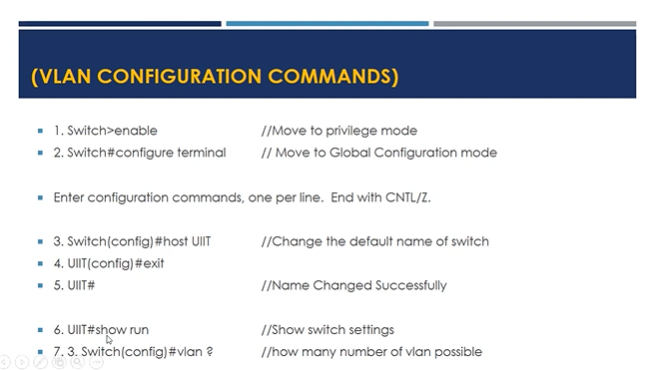 (VLAN CONFIGURATION COMMANDS)
1. Switch>enable //Move to privilege mode
2. Switch#configure terminal // Move to Global Configuration mode
Enter configuration commands, one per line. End with CNTL/Z.
3. Switch(config)#host UIIT //Change the default name of switch
4. UIIT(config)#exit
5. UIIT# //Name Changed Successfully
6. UIIT#show run //Show switch settings
7. 3. Switch(config)#vlan ? //how many number of vlan possible